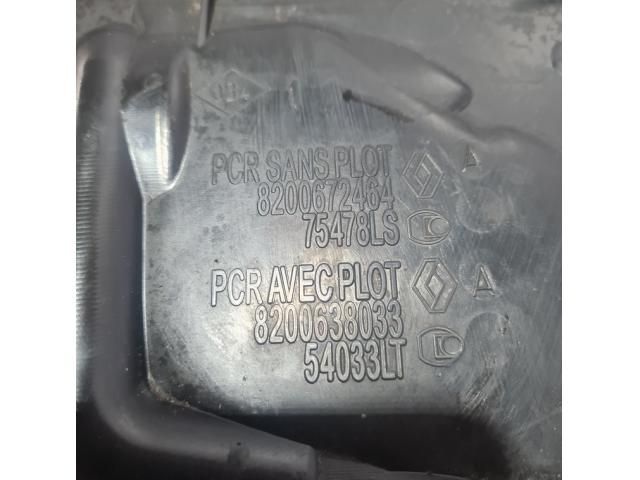 PCR SANS PLOT A
8200672464
75478LS
PCR AVEC PLOT A
8200638033
54033LT